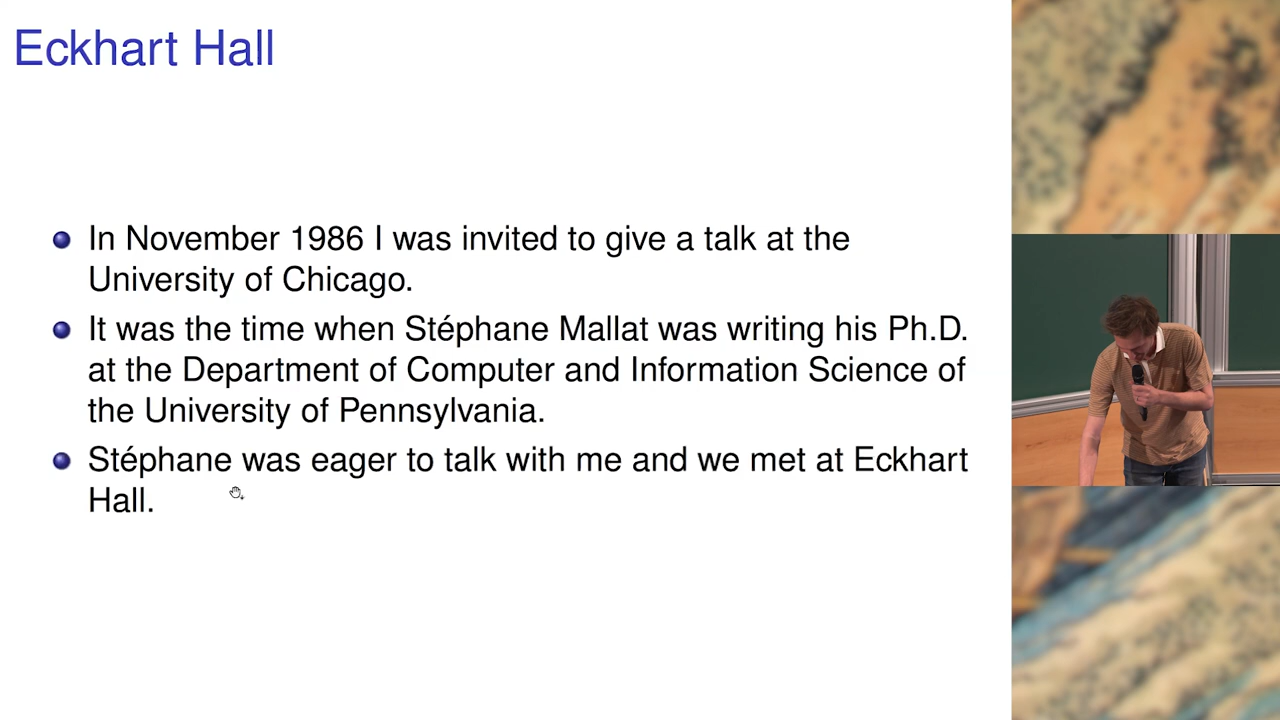 Eckhart Hall
In November 1986 I was invited to give a talk at the
University of Chicago.
It was the time when Stéphane Mallat was writing his Ph.D.
at the Department of Computer and Information Science of
the University of Pennsylvania.
Stéphane was eager to talk with me and we met at Eckhart
Hall.